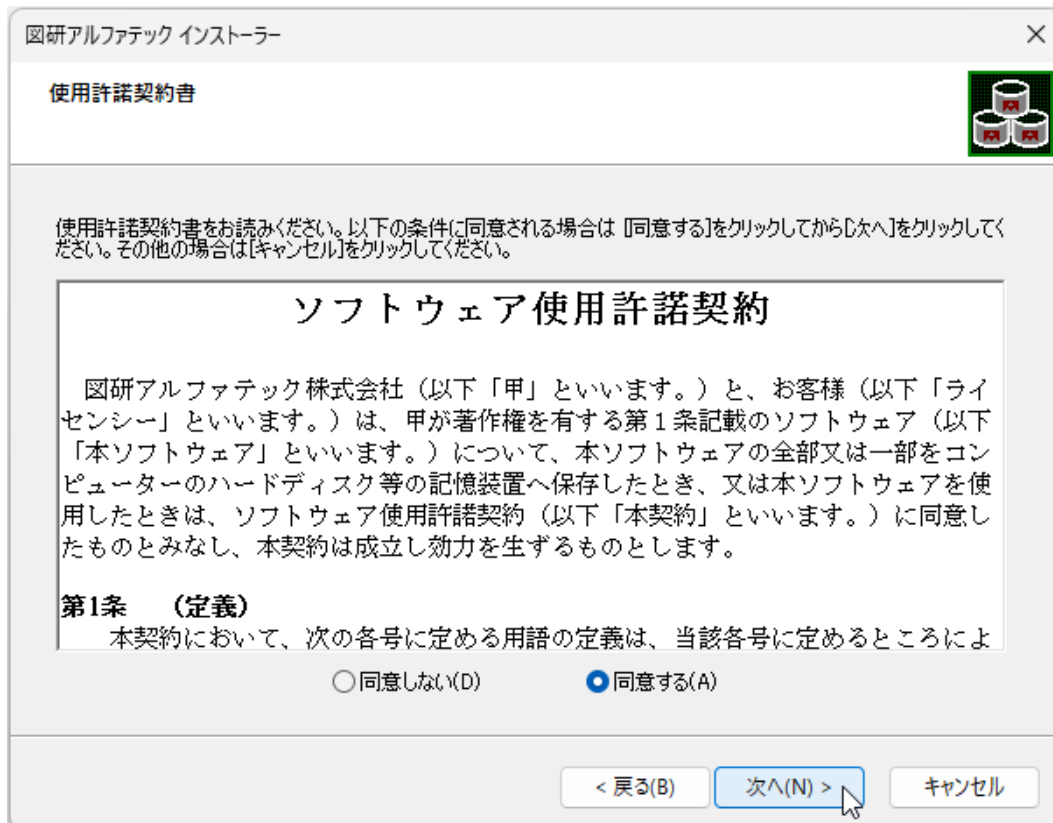 図研アルファテック インストーラー
使用許諾契約書
使用許諾契約書をお読みください。以下の条件に同意される場合は [同意する]をクリックしてから[次へ]をクリックしてく
ださい。その他の場合は[キャンセル]をクリックしてください。
ソフトウェア使用許諾契約
図研アルファテック株式会社（以下「甲」といいます。）と、お客様（以下「ライ
センシー」といいます。）は、甲が著作権を有する第１条記載のソフトウェア（以下
「本ソフトウェア」といいます。）について、本ソフトウェアの全部又は一部をコン
ピューターのハードディスク等の記憶装置へ保存したとき、又は本ソフトウェアを使
用したときは、ソフトウェア使用許諾契約（以下「本契約」といいます。）に同意し
たものとみなし、本契約は成立し効力を生ずるものとします。
第1条　（定義）
本契約において、次の各号に定める用語の定義は、当該各号に定めるところによ
同意しない(D) 同意する(A)
< 戻る(B) 次へ(N) > キャンセル